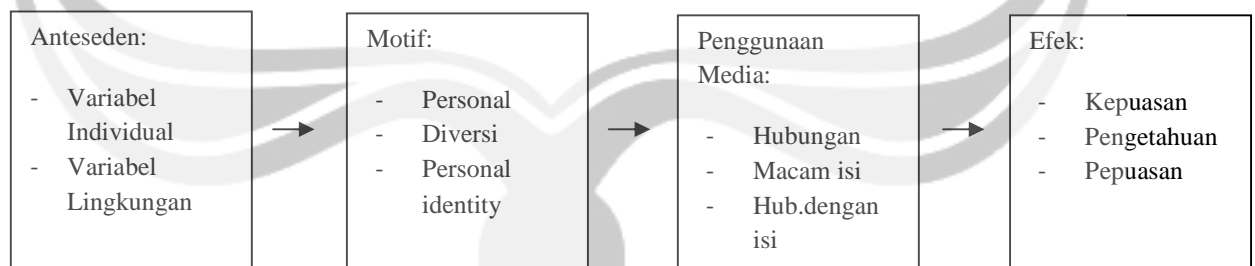 Anteseden:
- Variabel
Individual
- Variabel
Lingkungan
Motif:
- Personal
- Diversi
- Personal
identity
Penggunaan
Media:
- Hubungan
- Macam isi
- Hub.dengan
isi
Efek:
- Kepuasan
- Pengetahuan
- Pepuasan